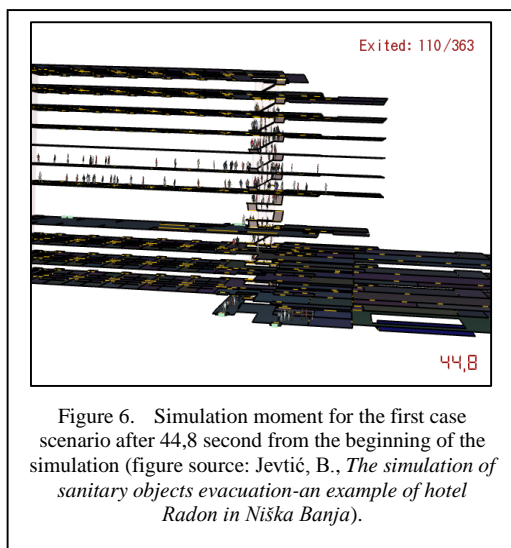 Exited: 110/363
44,8
Figure 6. Simulation moment for the first case
scenario after 44,8 second from the beginning of the
simulation (figure source: Jevtić, B., The simulation of
sanitary objects evacuation-an example of hotel
Radon in Niška Banja).